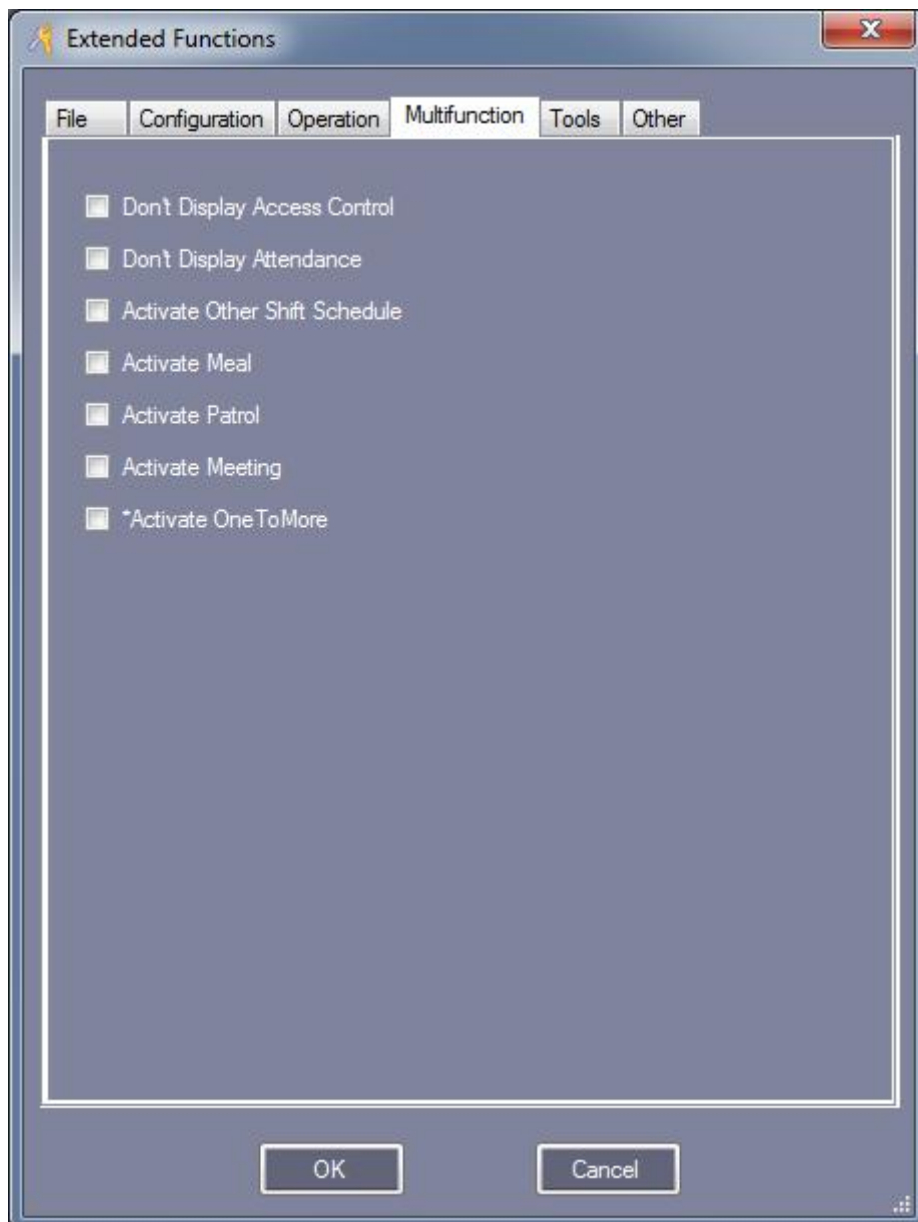 Extended Functions
File Configuration Operation Multifunction Tools Other
Don't Display Access Control
Don't Display Attendance
Activate Other Shift Schedule
Activate Meal
Activate Patrol
Activate Meeting
*Activate OneToMore
OK Cancel